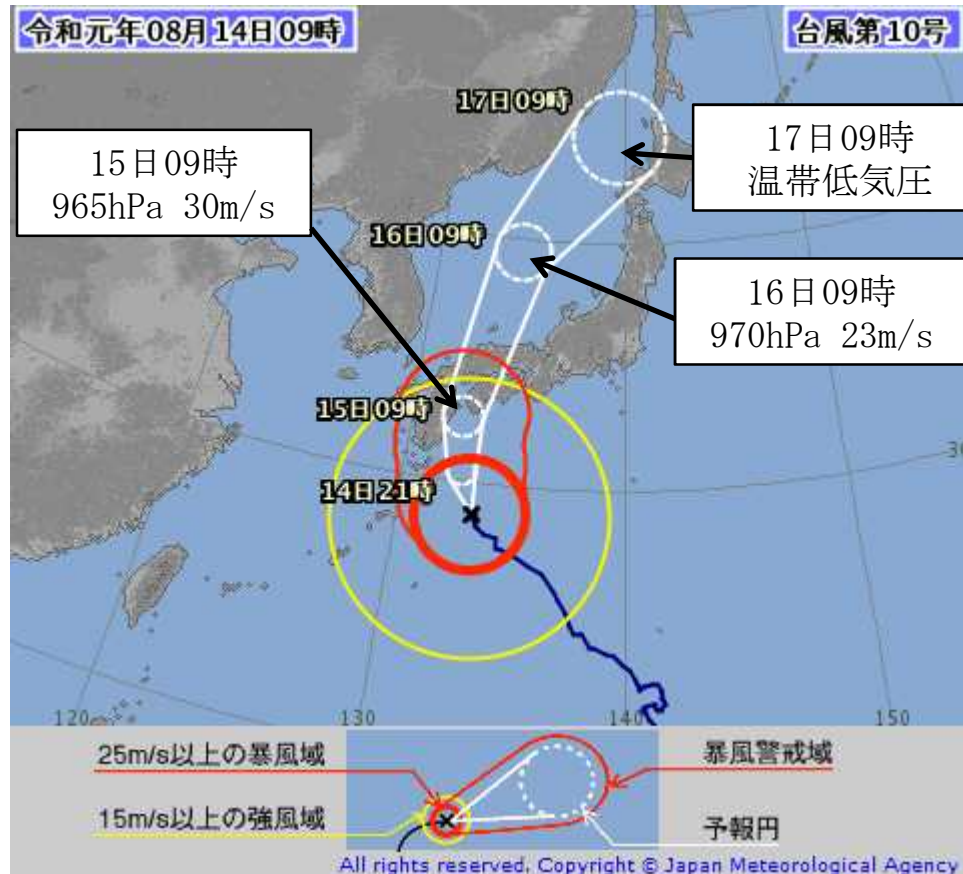 令和元年08月14日09時
台風第10号
17日09時
15日09時
965hPa 30m/s
17日09時
温帯低気圧
16日09時
16日09時
970hPa 23m/s
15日09時
30
14日21時
120
130
140
150
25m/s以上の暴風域
暴風警戒域
15m/s以上の強風域
予報円
All rights reserved. Copyright © Japan Meteorological Agency